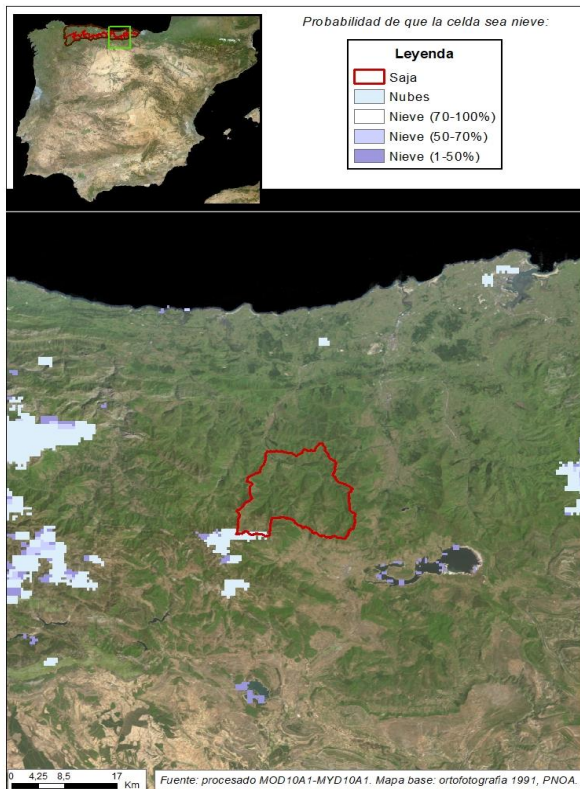 Probabilidad de que la celda sea nieve:
Leyenda
Saja
Nubes
Nieve (70-100%)
Nieve (50-70%)
Nieve (1-50%)
0 4,25 8,5 17
Km
Fuente: procesado MOD10A1-MYD10A1. Mapa base: ortofotografia 1991, PNOA.